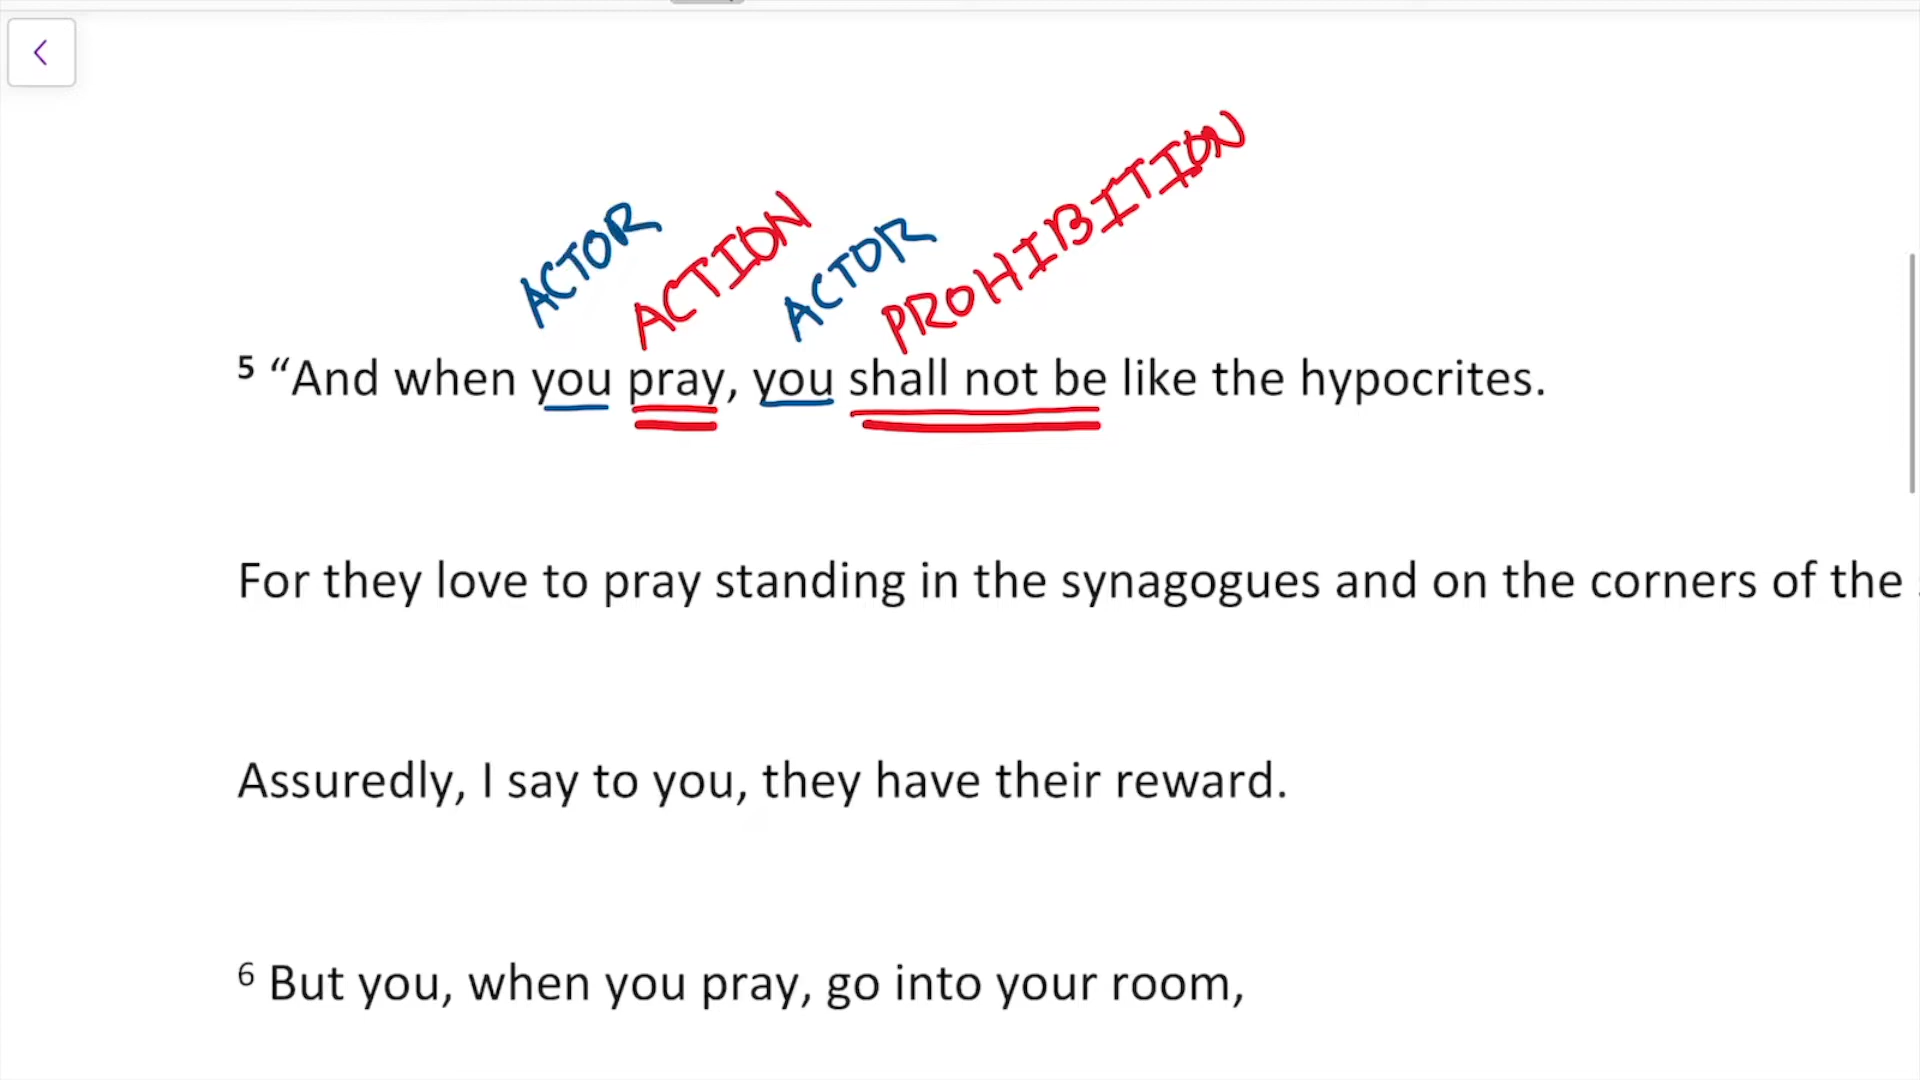 ACTOR ACTION ACTOR PROHIBITION
5 “And when you pray, you shall not be like the hypocrites.
For they love to pray standing in the synagogues and on the corners of the
Assuredly, I say to you, they have their reward.
6 But you, when you pray, go into your room,